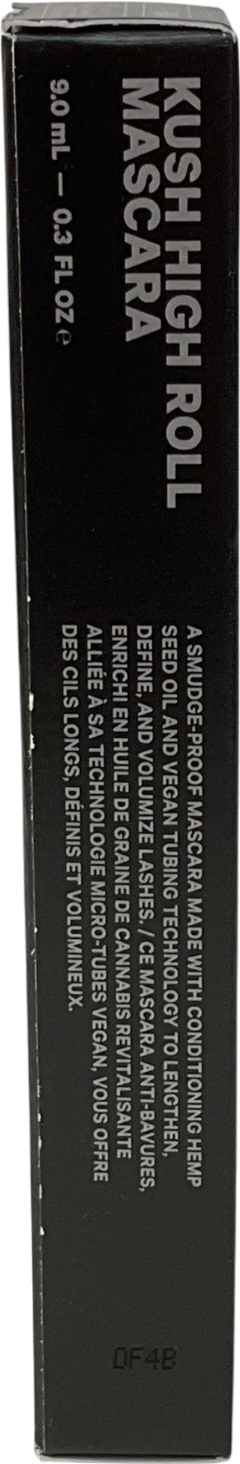 KUSH HIGH ROLL
MASCARA
9.0 mL — 0.3 FL OZ ℮
A SMUDGE-PROOF MASCARA MADE WITH CONDITIONING HEMP
SEED OIL AND VEGAN TUBING TECHNOLOGY TO LENGTHEN,
DEFINE, AND VOLUMIZE LASHES. / CE MASCARA ANTI-BAVURES,
ENRICHI EN HUILE DE GRAINE DE CANNABIS REVITALISANTE
ALLIÉE À SA TECHNOLOGIE MICRO-TUBES VEGAN, VOUS OFFRE
DES CILS LONGS, DÉFINIS ET VOLUMINEUX.
0F4B